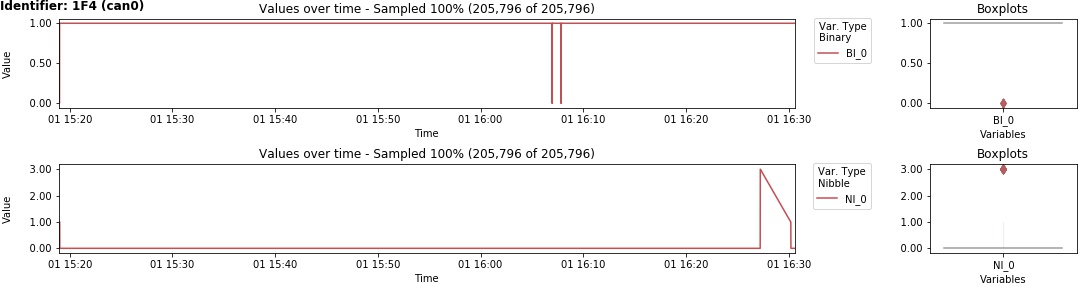 Identifier: 1F4 (can0)
Values over time - Sampled 100% (205,796 of 205,796)
Value
1.00
0.50
0.00
01 15:20 01 15:30 01 15:40 01 15:50 01 16:00 01 16:10 01 16:20 01 16:30
Time
Var. Type
Binary
BI_0
Boxplots
1.00
0.50
0.00
BI_0
Variables
Values over time - Sampled 100% (205,796 of 205,796)
Value
3.00
2.00
1.00
0.00
01 15:20 01 15:30 01 15:40 01 15:50 01 16:00 01 16:10 01 16:20 01 16:30
Time
Var. Type
Nibble
NI_0
Boxplots
3.00
2.00
1.00
0.00
NI_0
Variables